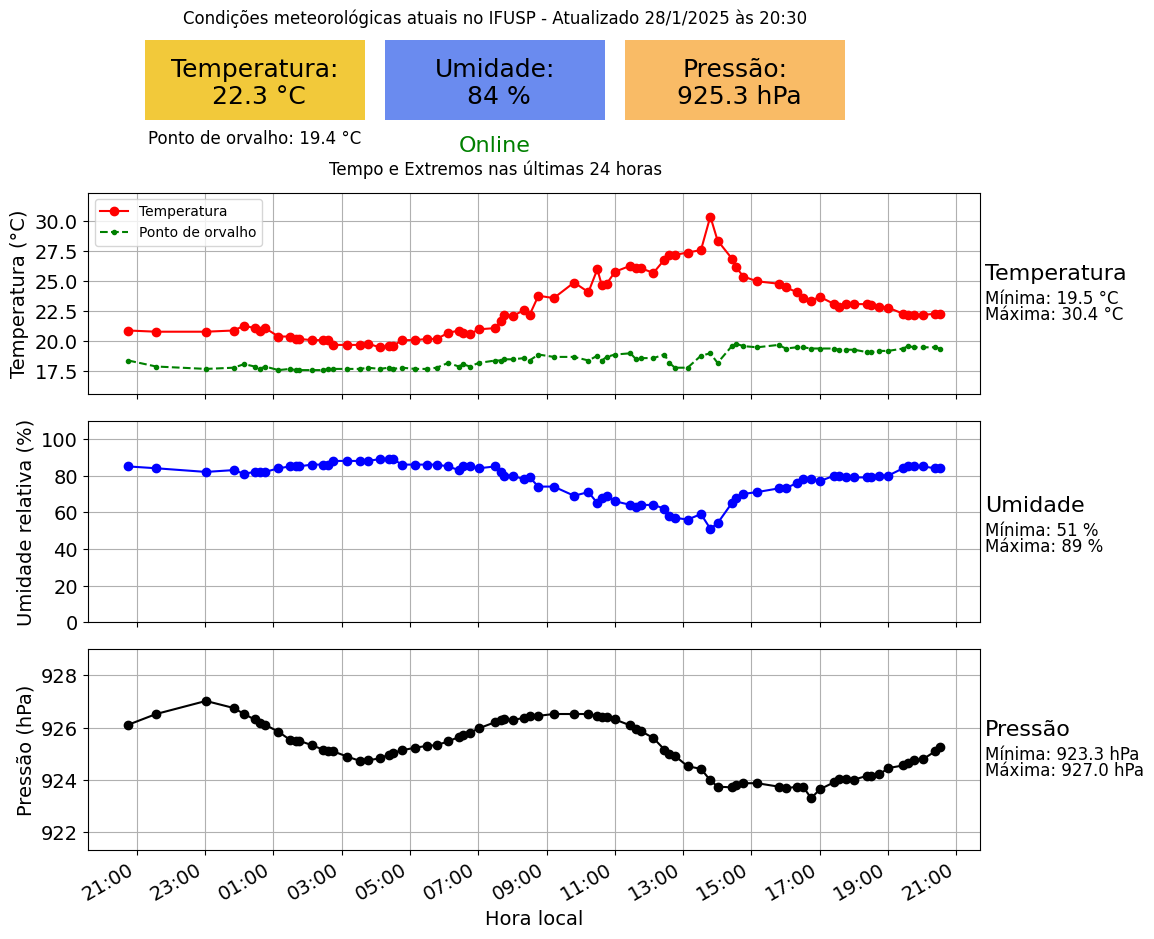 Condições meteorológicas atuais no IFUSP - Atualizado 28/1/2025 às 20:30
Temperatura:
22.3 °C
Umidade:
84 %
Pressão:
925.3 hPa
Ponto de orvalho: 19.4 °C
Online
Tempo e Extremos nas últimas 24 horas
Temperatura (°C)
30.0
27.5
25.0
22.5
20.0
17.5
Temperatura
Ponto de orvalho
Temperatura
Mínima: 19.5 °C
Máxima: 30.4 °C
Umidade relativa (%)
100
80
60
40
20
0
Umidade
Mínima: 51 %
Máxima: 89 %
Pressão (hPa)
928
926
924
922
Pressão
Mínima: 923.3 hPa
Máxima: 927.0 hPa
21:00
23:00
01:00
03:00
05:00
07:00
09:00
11:00
13:00
15:00
17:00
19:00
21:00
Hora local